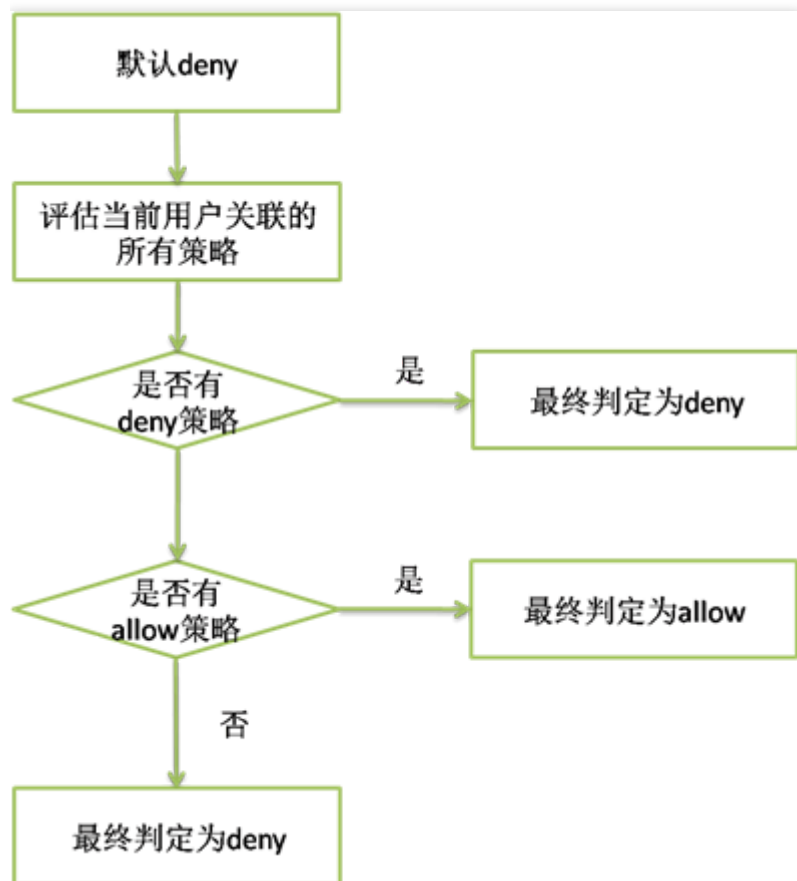 默认deny
评估当前用户关联的
所有策略
是否有
deny策略
是
最终判定为deny
是否有
allow策略
是
最终判定为allow
否
最终判定为deny